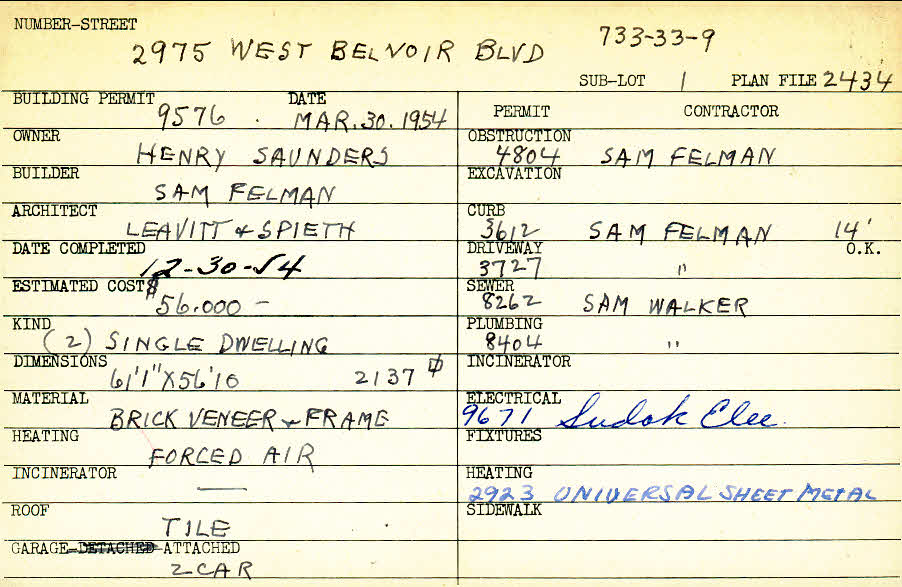 NUMBER-STREET
2975 WEST BELVOIR BLVD 733-33-9
SUB-LOT 1 PLAN FILE 2434
BUILDING PERMIT DATE
9576 . MAR. 30. 1954
OWNER
HENRY SAUNDERS
BUILDER
SAM FELMAN
ARCHITECT
LEAVITT & SPIETH
DATE COMPLETED
12-30-54
ESTIMATED COST $
$56.000 -
KIND
(2) SINGLE DWELLING
DIMENSIONS
61'1" X 56'10 2137 ⏍
MATERIAL
BRICK VENEER & FRAME
HEATING
FORCED AIR
INCINERATOR
—
ROOF
TILE
GARAGE-DETACHED-ATTACHED
2-CAR
PERMIT CONTRACTOR
OBSTRUCTION
4804 SAM FELMAN
EXCAVATION
CURB
3612 SAM FELMAN 14'
DRIVEWAY O.K.
3727 "
SEWER
8262 SAM WALKER
PLUMBING
8404 "
INCINERATOR
ELECTRICAL
9671 Sudok Elec.
FIXTURES
HEATING
2923 UNIVERSAL SHEET METAL
SIDEWALK